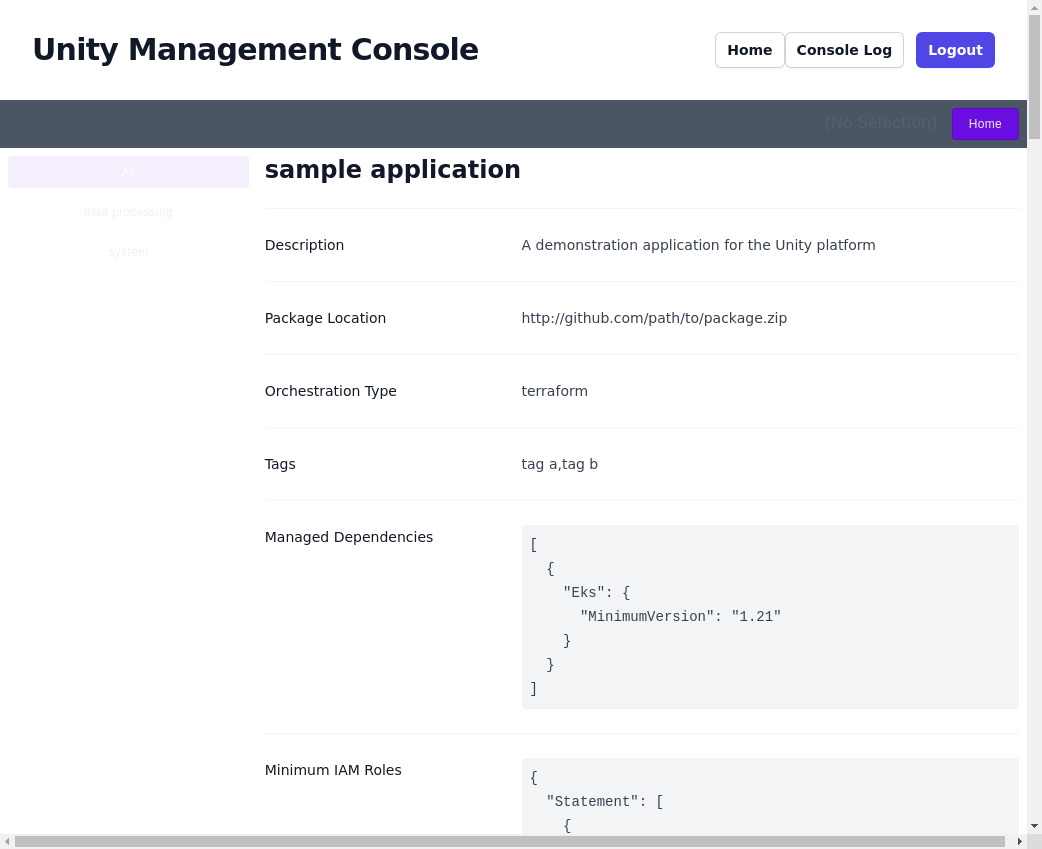 Unity Management Console
Home
Console Log
Logout
(No Selection)
Home
All
data processing
system
sample application
Description
A demonstration application for the Unity platform
Package Location
http://github.com/path/to/package.zip
Orchestration Type
terraform
Tags
tag a,tag b
Managed Dependencies
[
  {
    "Eks": {
      "MinimumVersion": "1.21"
    }
  }
]
Minimum IAM Roles
{
  "Statement": [
    {